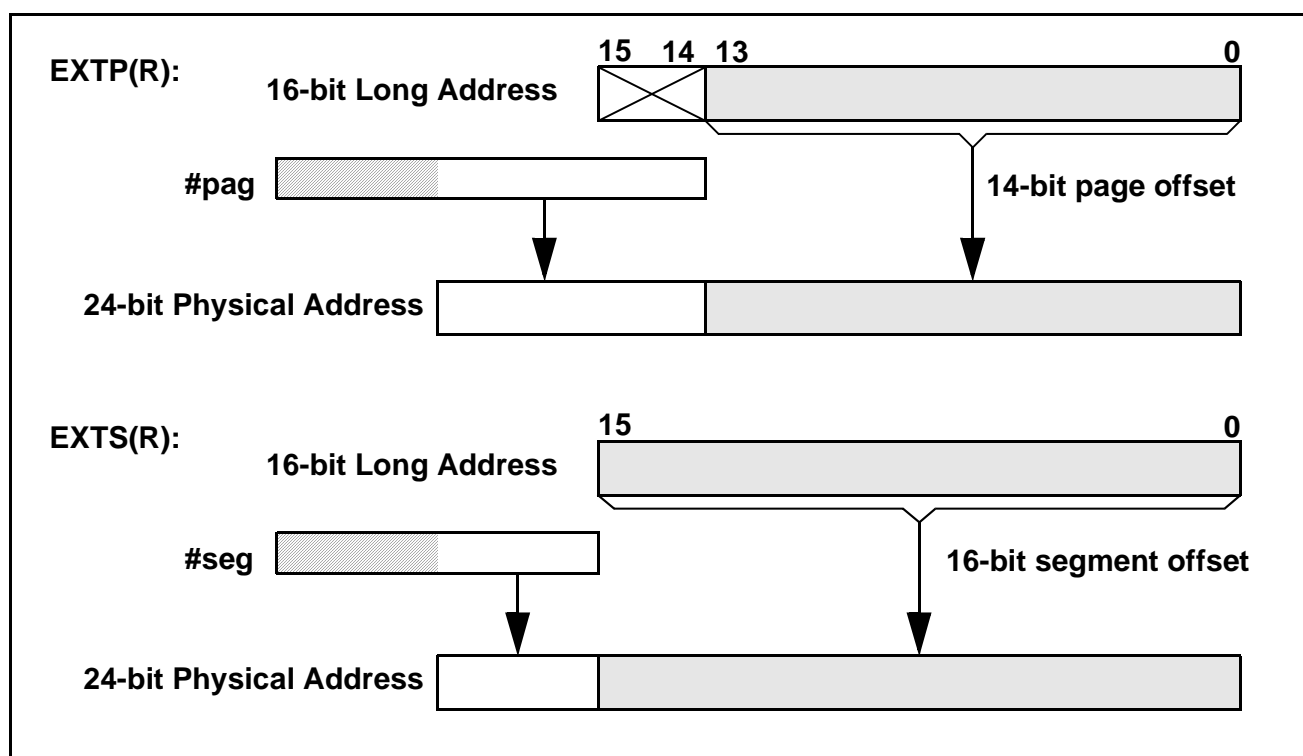 EXTP(R):
15 14 13 0
16-bit Long Address
#pag
14-bit page offset
24-bit Physical Address
EXTS(R):
15 0
16-bit Long Address
#seg
16-bit segment offset
24-bit Physical Address